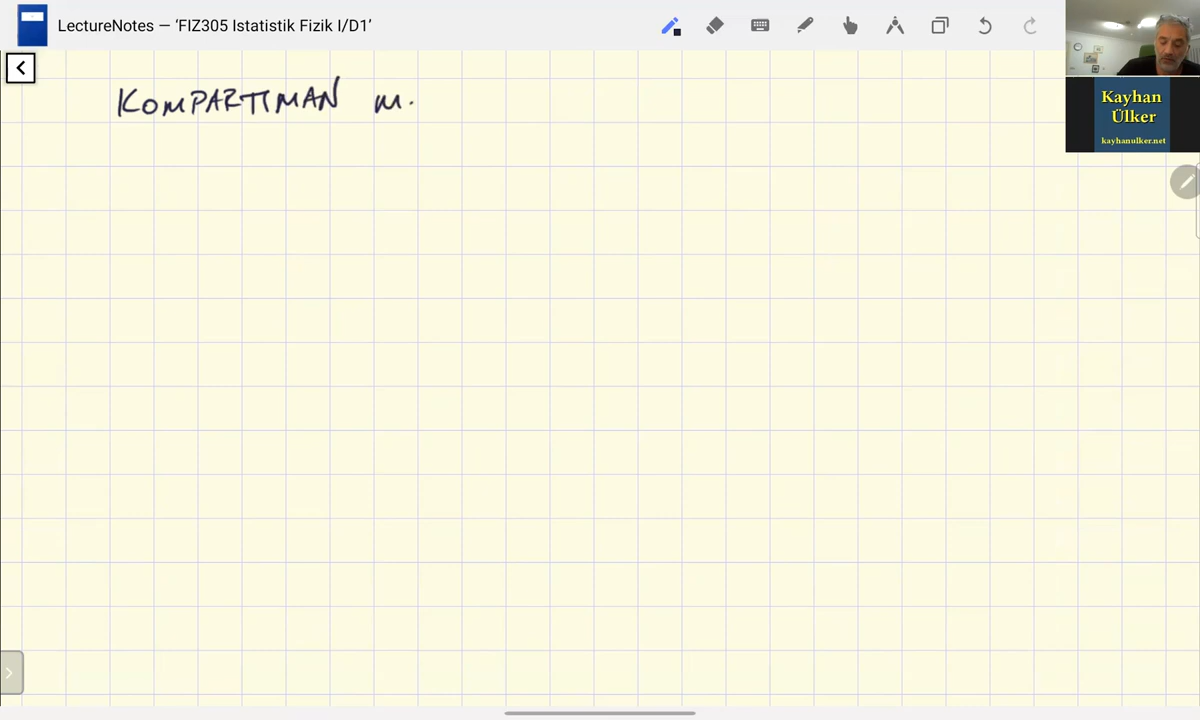 LectureNotes — ‘FIZ305 Istatistik Fizik I/D1’
KOMPARTIMAN m.
Kayhan
Ülker
kayhanulker.net